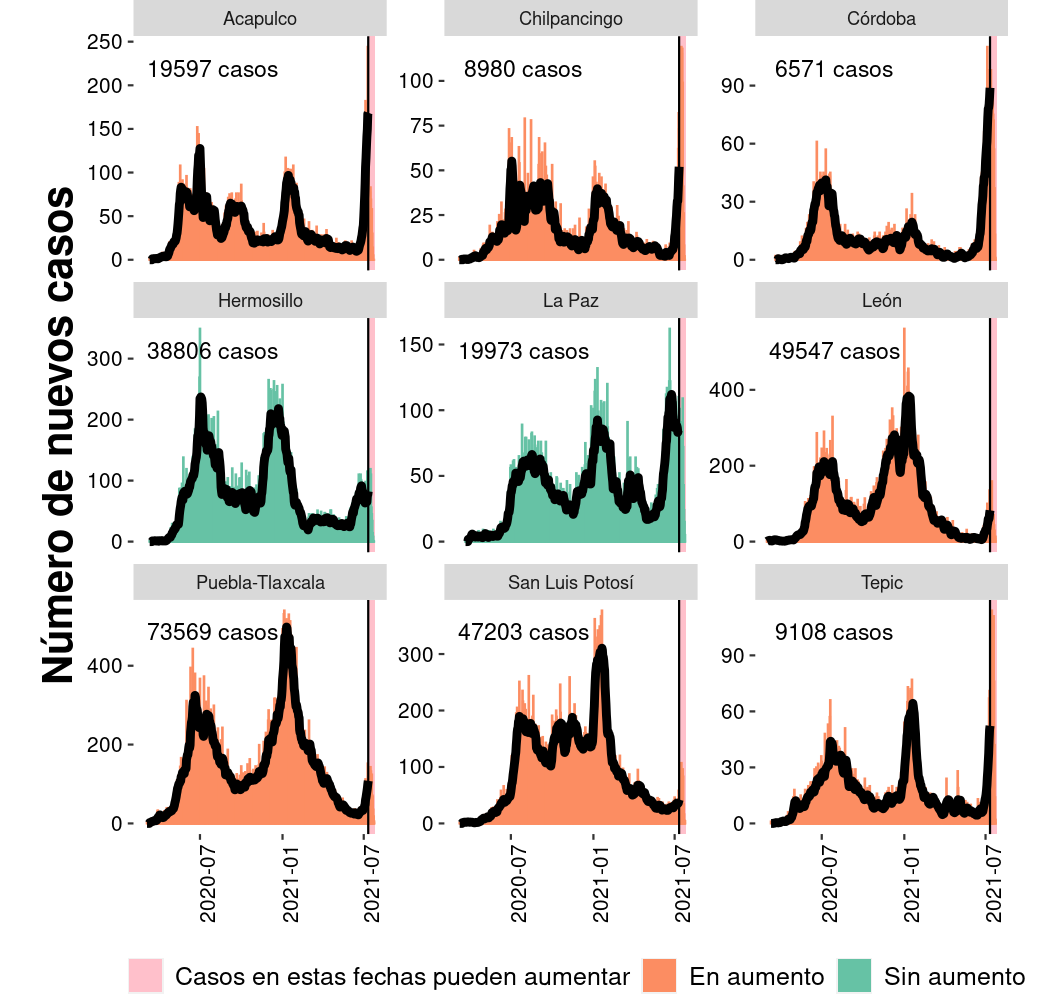 Número de nuevos casos
Acapulco
19597 casos
250
200
150
100
50
0
Chilpancingo
8980 casos
100
75
50
25
0
Córdoba
6571 casos
90
60
30
0
Hermosillo
38806 casos
300
200
100
0
La Paz
19973 casos
150
100
50
0
León
49547 casos
400
200
0
Puebla-Tlaxcala
73569 casos
400
200
0
San Luis Potosí
47203 casos
300
200
100
0
Tepic
9108 casos
90
60
30
0
2020-07
2021-01
2021-07
2020-07
2021-01
2021-07
2020-07
2021-01
2021-07
Casos en estas fechas pueden aumentar
En aumento
Sin aumento